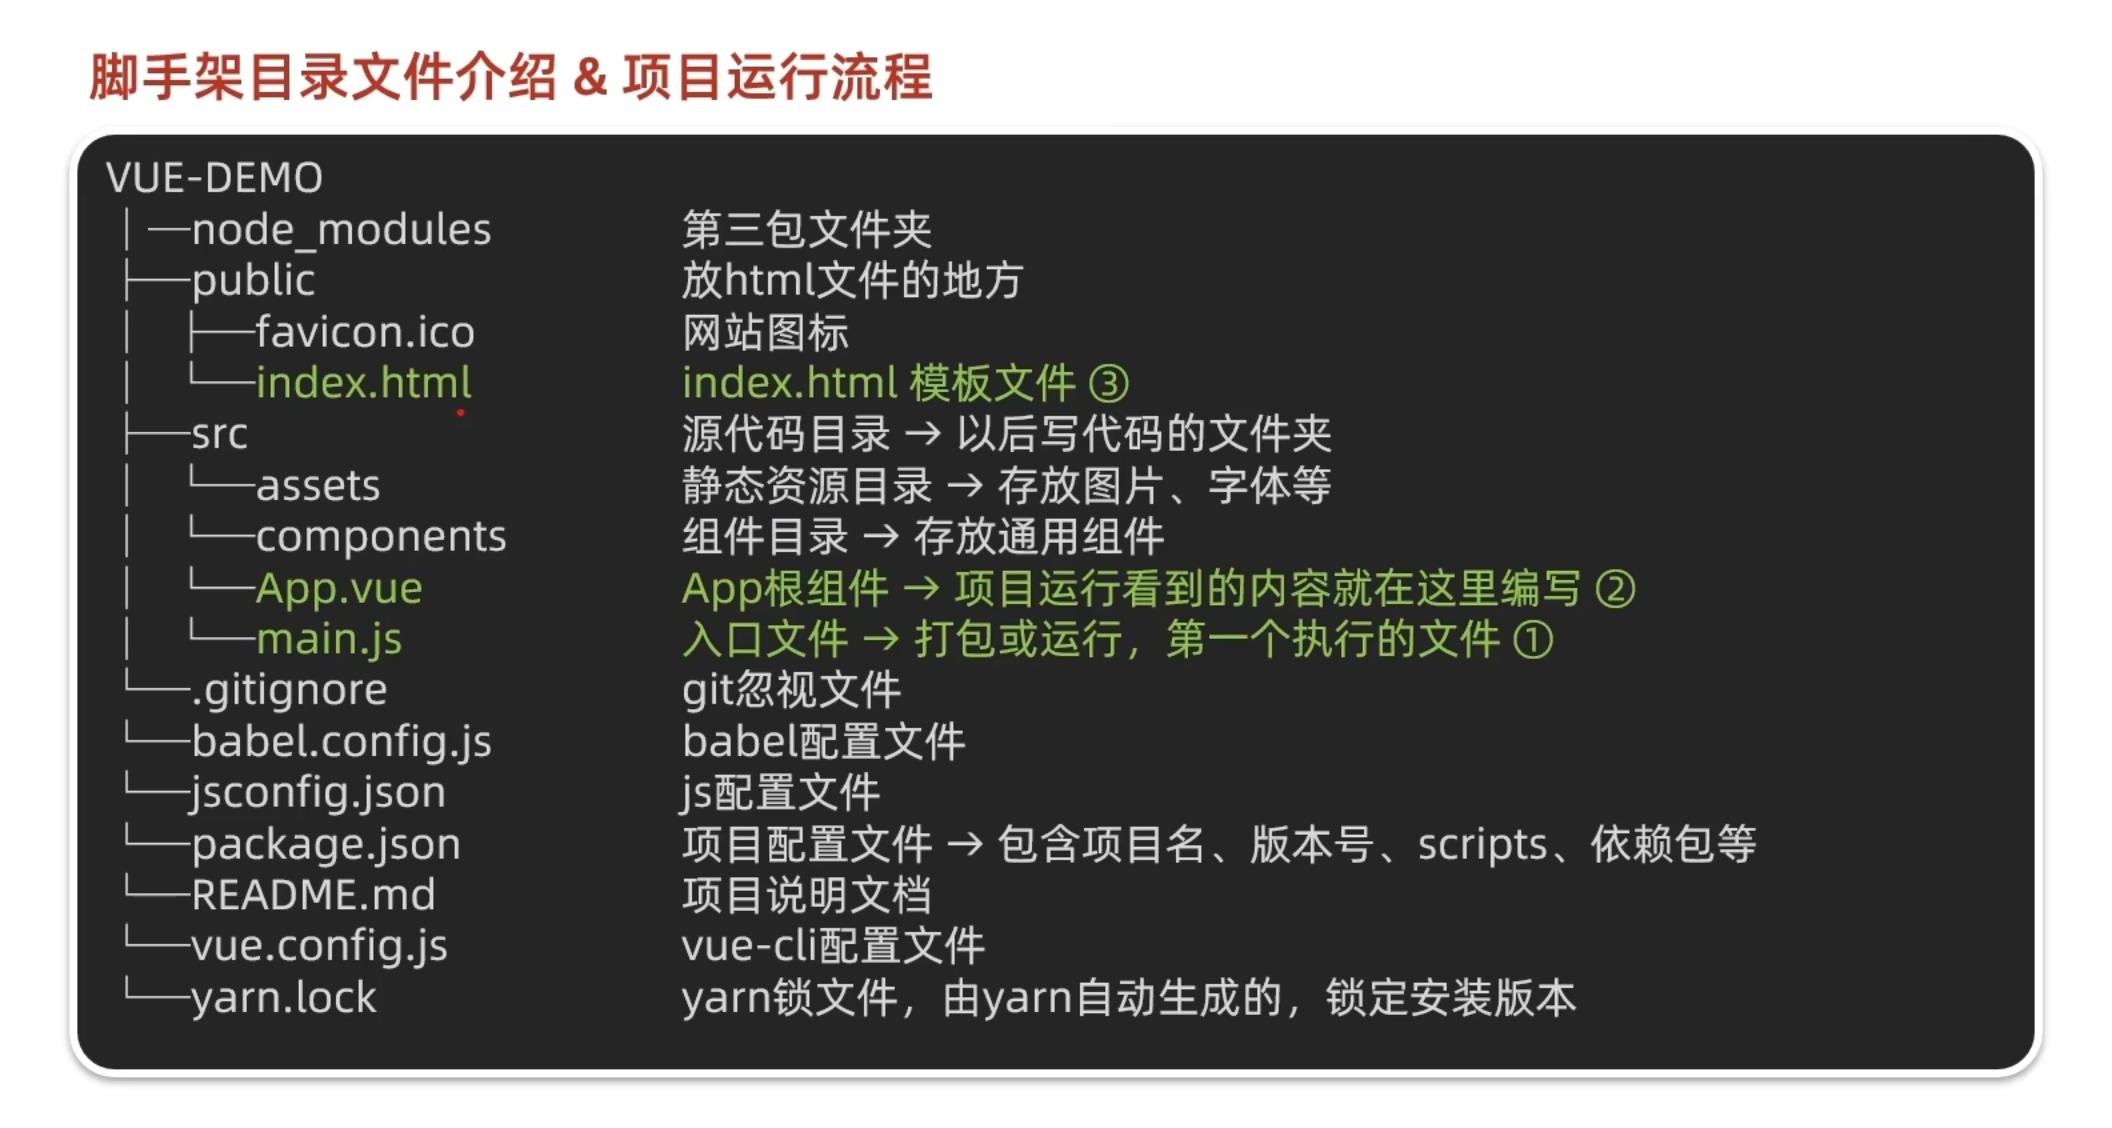 脚手架目录文件介绍 & 项目运行流程
VUE-DEMO
│ —node_modules 第三包文件夹
├──public 放html文件的地方
│ ├──favicon.ico 网站图标
│ └──index.html index.html 模板文件 ③
├──src 源代码目录 → 以后写代码的文件夹
│ └──assets 静态资源目录 → 存放图片、字体等
│ └──components 组件目录 → 存放通用组件
│ └──App.vue App根组件 → 项目运行看到的内容就在这里编写 ②
│ └──main.js 入口文件 → 打包或运行，第一个执行的文件 ①
└──.gitignore git忽视文件
└──babel.config.js babel配置文件
└──jsconfig.json js配置文件
└──package.json 项目配置文件 → 包含项目名、版本号、scripts、依赖包等
└──README.md 项目说明文档
└──vue.config.js vue-cli配置文件
└──yarn.lock yarn锁文件，由yarn自动生成的，锁定安装版本